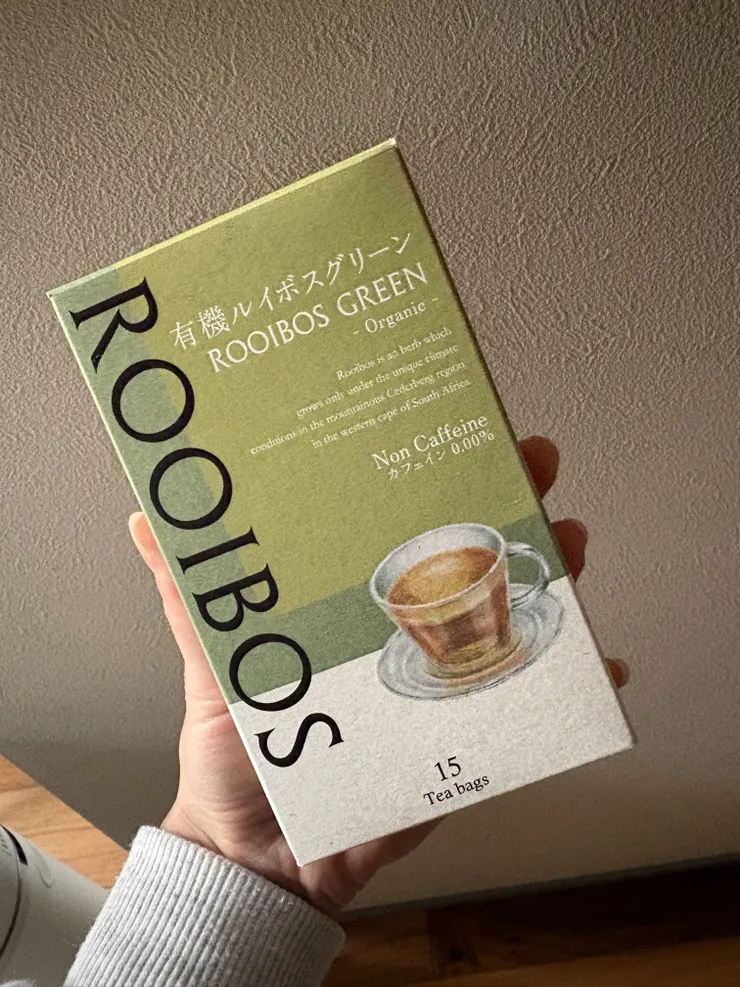 ROOIBOS
有機ルイボスグリーン
ROOIBOS GREEN
- Organic -
Rooibos is an herb which
grows only under the unique climate
conditions in the mountainous Cederberg region
in the western cape of South Africa.
Non Caffeine
カフェイン 0.00%
15
Tea bags